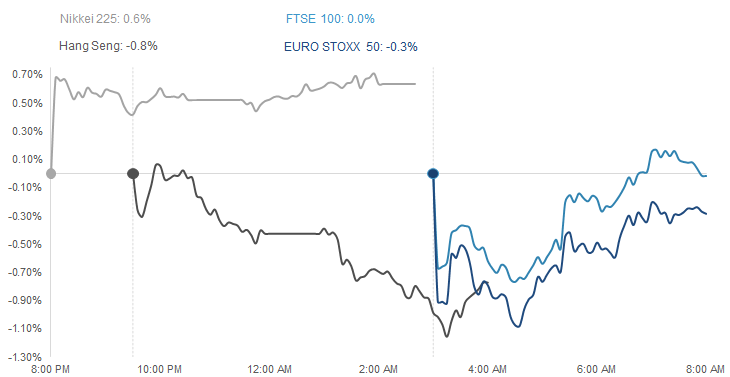 Nikkei 225: 0.6%
FTSE 100: 0.0%
Hang Seng: -0.8%
EURO STOXX 50: -0.3%
0.70%
0.50%
0.30%
0.10%
-0.10%
-0.30%
-0.50%
-0.70%
-0.90%
-1.10%
-1.30%
8:00 PM
10:00 PM
12:00 AM
2:00 AM
4:00 AM
6:00 AM
8:00 AM